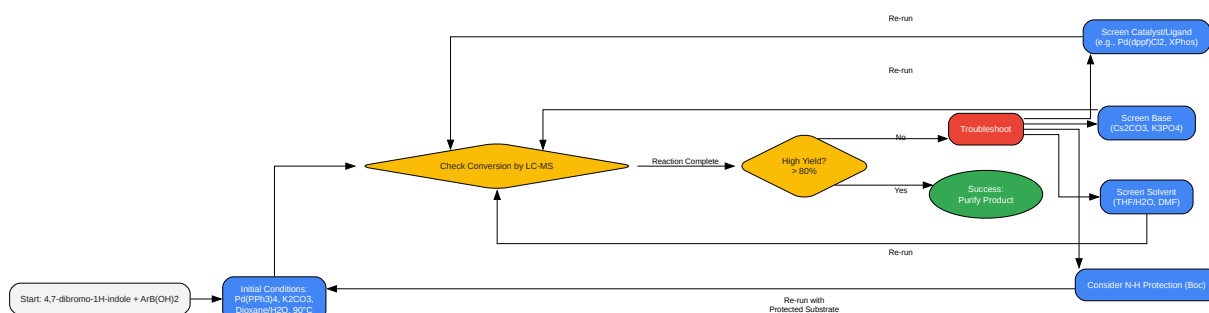 Re-run
Screen Catalyst/Ligand
(e.g., Pd(dppf)Cl2, XPhos)
Re-run
Screen Base
(Cs2CO3, K3PO4)
Troubleshoot
No
Check Conversion by LC-MS
Reaction Complete
High Yield?
> 80%
Yes
Success:
Purify Product
Screen Solvent
(THF/H2O, DMF)
Re-run
Start: 4,7-dibromo-1H-indole + ArB(OH)2
Initial Conditions:
Pd(PPh3)4, K2CO3,
Dioxane/H2O, 90°C
Consider N-H Protection (Boc)
Re-run with
Protected Substrate